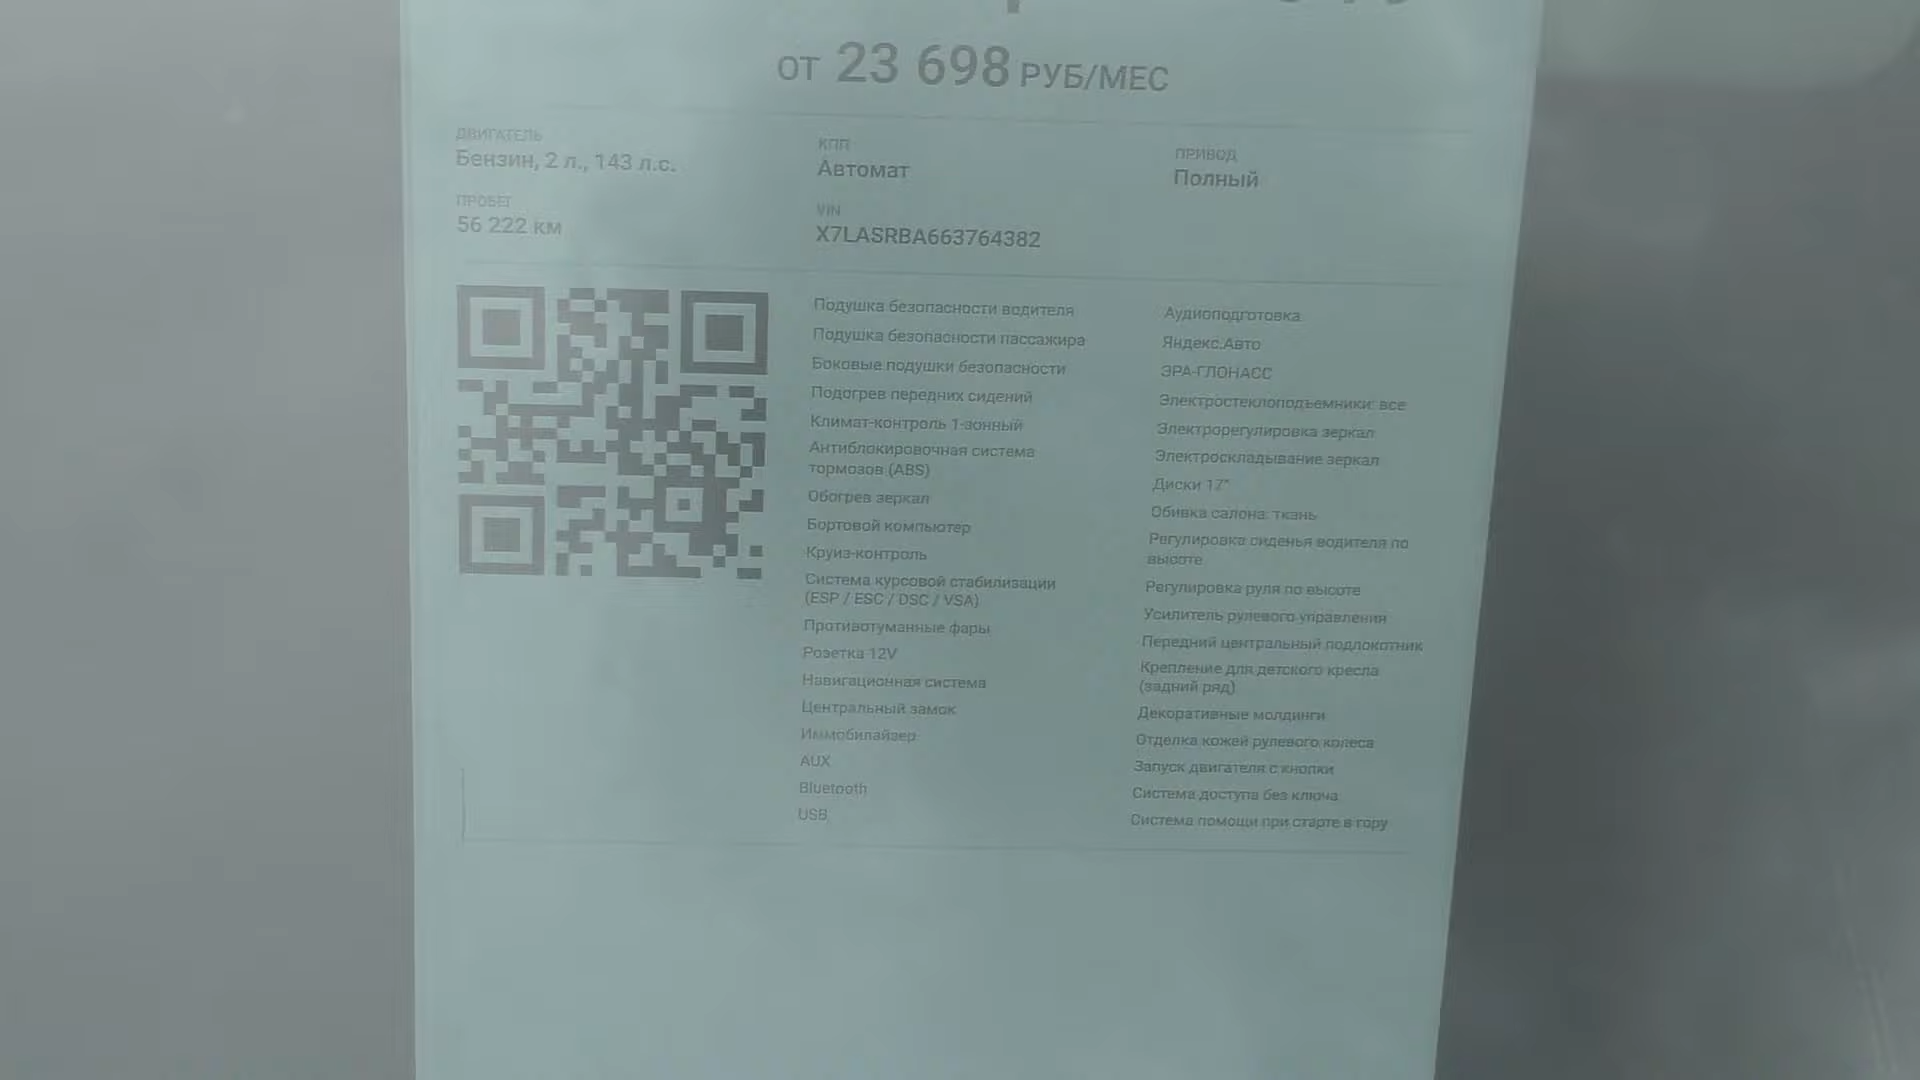 от 23 698 РУБ/МЕС
ДВИГАТЕЛЬ
Бензин, 2 л., 143 л.с.
КПП
Автомат
ПРИВОД
Полный
ПРОБЕГ
56 222 км
VIN
X7LASRBA663764382
Подушка безопасности водителя
Подушка безопасности пассажира
Боковые подушки безопасности
Подогрев передних сидений
Климат-контроль 1-зонный
Антиблокировочная система
тормозов (ABS)
Обогрев зеркал
Бортовой компьютер
Круиз-контроль
Система курсовой стабилизации
(ESP / ESC / DSC / VSA)
Противотуманные фары
Розетка 12V
Навигационная система
Центральный замок
Иммобилайзер
AUX
Bluetooth
USB
Аудиоподготовка
Яндекс.Авто
ЭРА-ГЛОНАСС
Электростеклоподъемники: все
Электрорегулировка зеркал
Электроскладывание зеркал
Диски 17"
Обивка салона: ткань
Регулировка сиденья водителя по
высоте
Регулировка руля по высоте
Усилитель рулевого управления
Передний центральный подлокотник
Крепление для детского кресла
(задний ряд)
Декоративные молдинги
Отделка кожей рулевого колеса
Запуск двигателя с кнопки
Система доступа без ключа
Система помощи при старте в гору